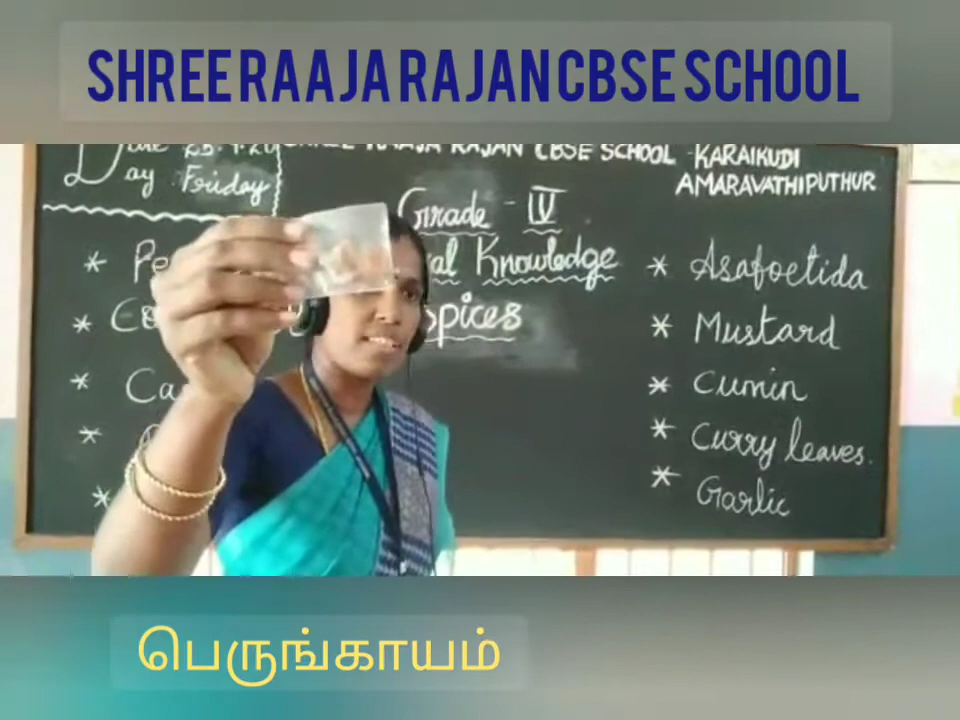 SHREE RAAJA RAJAN CBSE SCHOOL
RAAJA RAJAN CBSE SCHOOL - KARAIKUDI
AMARAVATHIPUTHUR
Day Friday
Grade - IV
Knowledge
Spices
* Asafoetida
* Mustard
* Cumin
* Curry leaves.
* Garlic
பெருங்காயம்